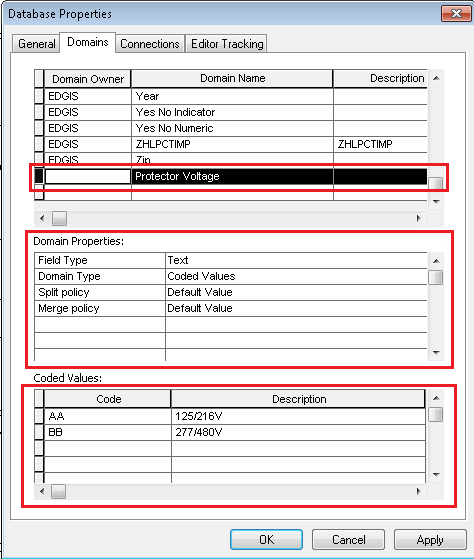 Database Properties
General Domains Connections Editor Tracking
Domain Owner Domain Name Description
EDGIS Year
EDGIS Yes No Indicator
EDGIS Yes No Numeric
EDGIS ZHLPCTIMP ZHLPCTIMP
EDGIS Zip
Protector Voltage
Domain Properties:
Field Type Text
Domain Type Coded Values
Split policy Default Value
Merge policy Default Value
Coded Values:
Code Description
AA 125/216V
BB 277/480V
OK Cancel Apply